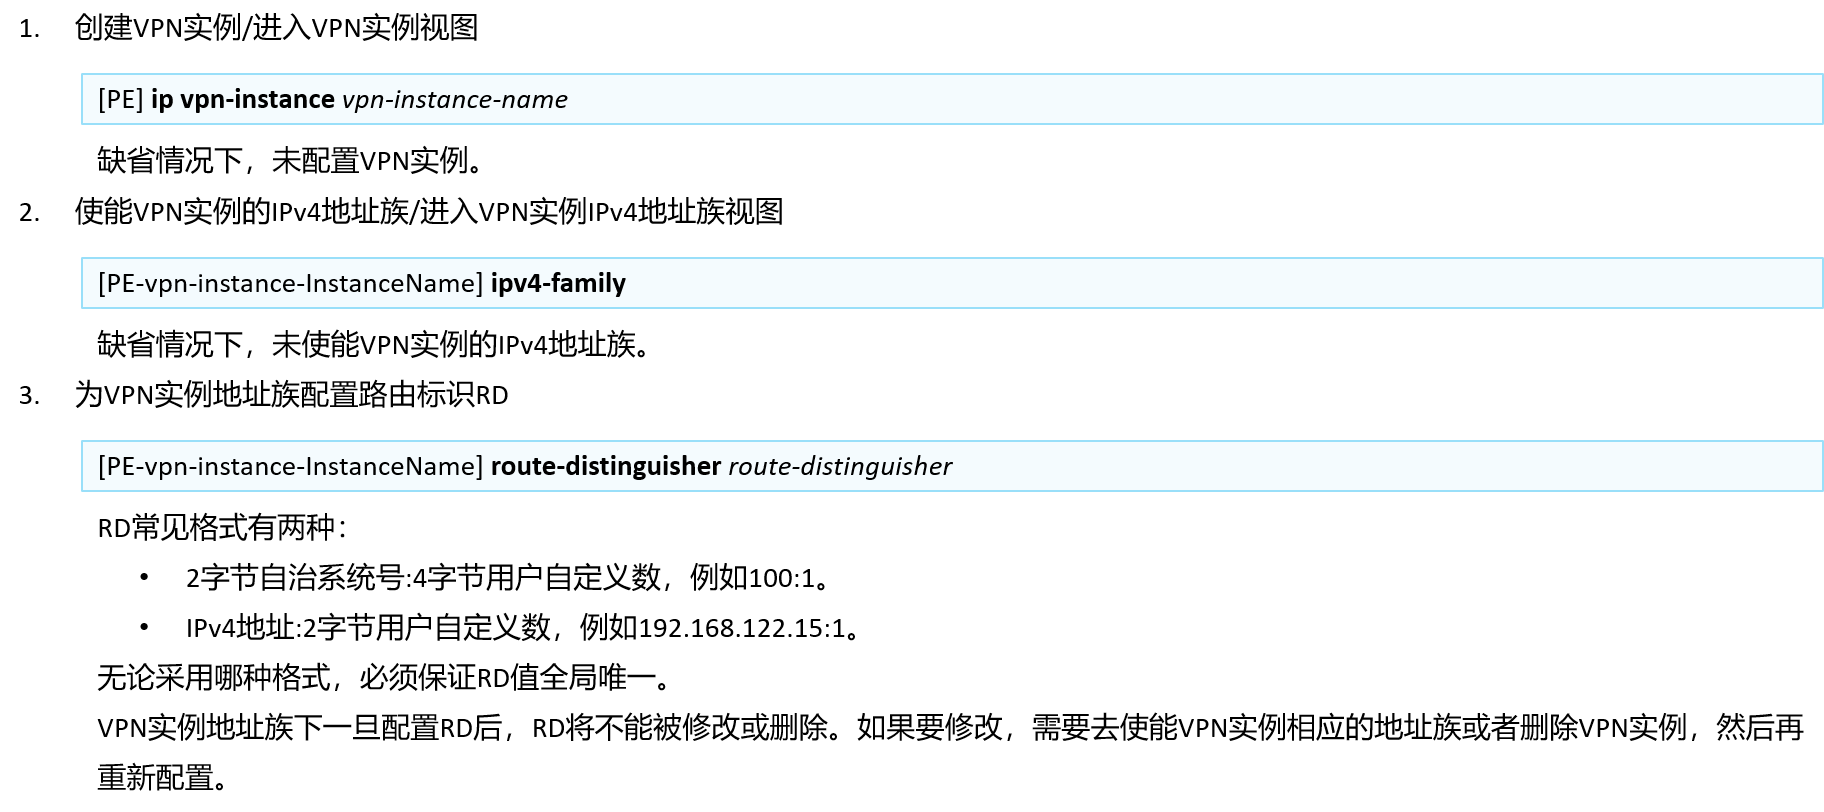 1. 创建VPN实例/进入VPN实例视图
[PE] ip vpn-instance vpn-instance-name
缺省情况下，未配置VPN实例。
2. 使能VPN实例的IPv4地址族/进入VPN实例IPv4地址族视图
[PE-vpn-instance-InstanceName] ipv4-family
缺省情况下，未使能VPN实例的IPv4地址族。
3. 为VPN实例地址族配置路由标识RD
[PE-vpn-instance-InstanceName] route-distinguisher route-distinguisher
RD常见格式有两种：
• 2字节自治系统号:4字节用户自定义数，例如100:1。
• IPv4地址:2字节用户自定义数，例如192.168.122.15:1。
无论采用哪种格式，必须保证RD值全局唯一。
VPN实例地址族下一旦配置RD后，RD将不能被修改或删除。如果要修改，需要去使能VPN实例相应的地址族或者删除VPN实例，然后再
重新配置。